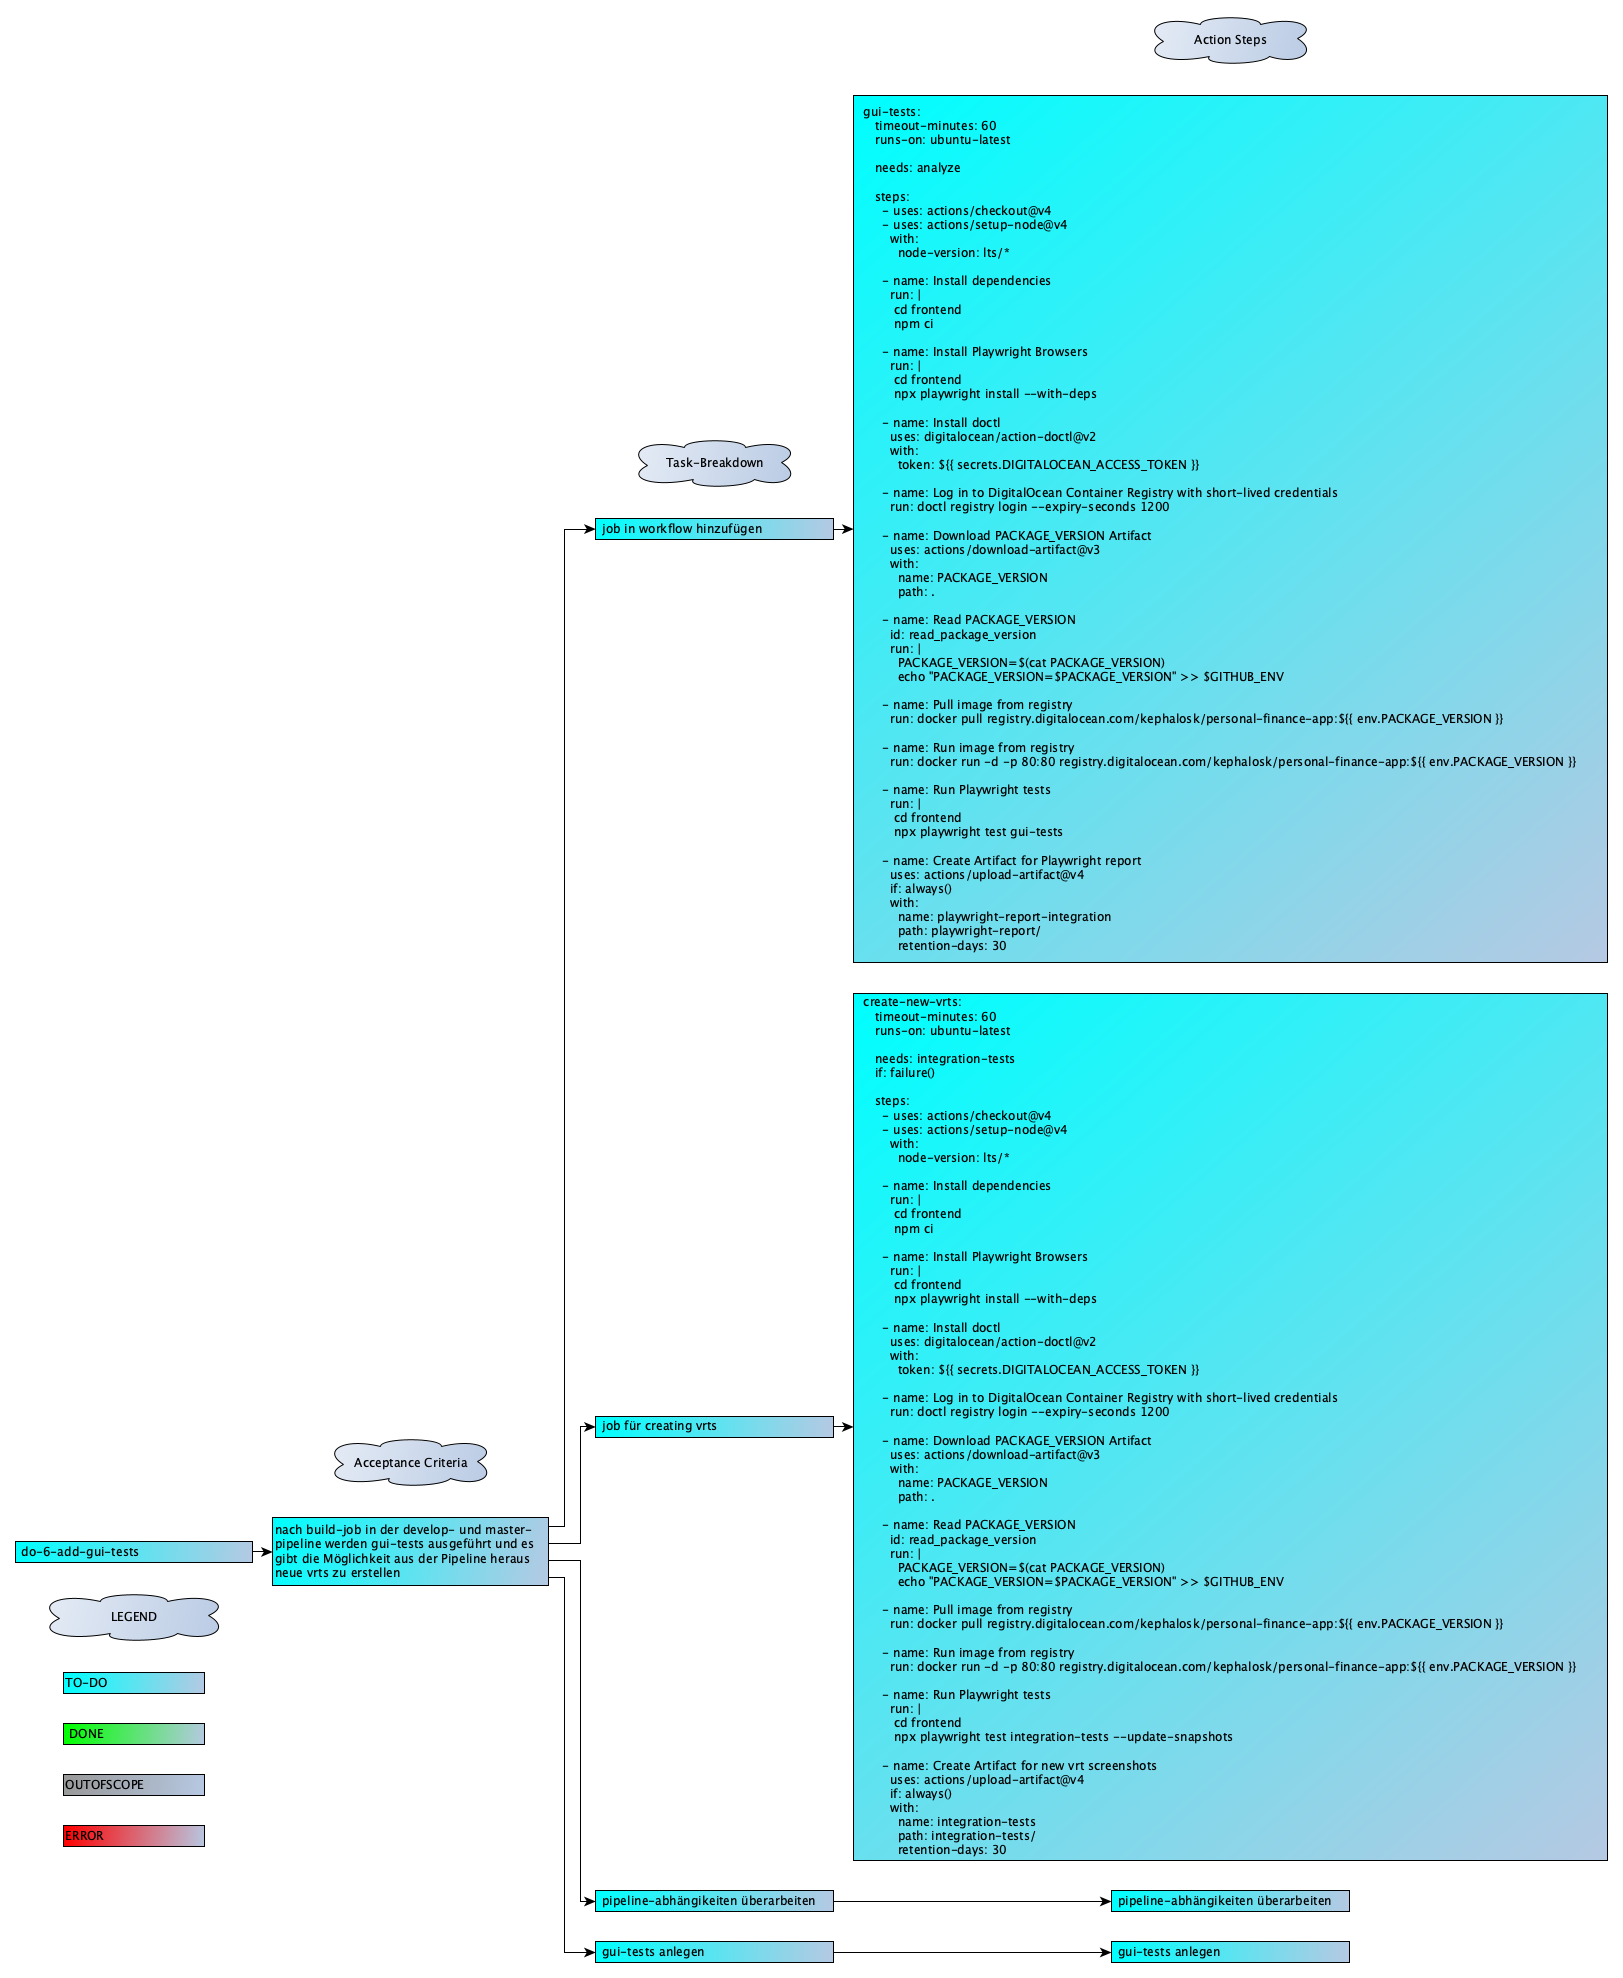 Action Steps
gui-tests:
timeout-minutes: 60
runs-on: ubuntu-latest
needs: analyze
steps:
- uses: actions/checkout@v4
- uses: actions/setup-node@v4
with:
node-version: lts/*
- name: Install dependencies
run: |
cd frontend
npm ci
- name: Install Playwright Browsers
run: |
cd frontend
npx playwright install --with-deps
- name: Install doctl
uses: digitalocean/action-doctl@v2
with:
token: ${{ secrets.DIGITALOCEAN_ACCESS_TOKEN }}
- name: Log in to DigitalOcean Container Registry with short-lived credentials
run: doctl registry login --expiry-seconds 1200
- name: Download PACKAGE_VERSION Artifact
uses: actions/download-artifact@v3
with:
name: PACKAGE_VERSION
path: .
- name: Read PACKAGE_VERSION
id: read_package_version
run: |
PACKAGE_VERSION=$(cat PACKAGE_VERSION)
echo "PACKAGE_VERSION=$PACKAGE_VERSION" >> $GITHUB_ENV
- name: Pull image from registry
run: docker pull registry.digitalocean.com/kephalosk/personal-finance-app:${{ env.PACKAGE_VERSION }}
- name: Run image from registry
run: docker run -d -p 80:80 registry.digitalocean.com/kephalosk/personal-finance-app:${{ env.PACKAGE_VERSION }}
- name: Run Playwright tests
run: |
cd frontend
npx playwright test gui-tests
- name: Create Artifact for Playwright report
uses: actions/upload-artifact@v4
if: always()
with:
name: playwright-report-integration
path: playwright-report/
retention-days: 30
Task-Breakdown
job in workflow hinzufügen
create-new-vrts:
timeout-minutes: 60
runs-on: ubuntu-latest
needs: integration-tests
if: failure()
steps:
- uses: actions/checkout@v4
- uses: actions/setup-node@v4
with:
node-version: lts/*
- name: Install dependencies
run: |
cd frontend
npm ci
- name: Install Playwright Browsers
run: |
cd frontend
npx playwright install --with-deps
- name: Install doctl
uses: digitalocean/action-doctl@v2
with:
token: ${{ secrets.DIGITALOCEAN_ACCESS_TOKEN }}
- name: Log in to DigitalOcean Container Registry with short-lived credentials
run: doctl registry login --expiry-seconds 1200
- name: Download PACKAGE_VERSION Artifact
uses: actions/download-artifact@v3
with:
name: PACKAGE_VERSION
path: .
- name: Read PACKAGE_VERSION
id: read_package_version
run: |
PACKAGE_VERSION=$(cat PACKAGE_VERSION)
echo "PACKAGE_VERSION=$PACKAGE_VERSION" >> $GITHUB_ENV
- name: Pull image from registry
run: docker pull registry.digitalocean.com/kephalosk/personal-finance-app:${{ env.PACKAGE_VERSION }}
- name: Run image from registry
run: docker run -d -p 80:80 registry.digitalocean.com/kephalosk/personal-finance-app:${{ env.PACKAGE_VERSION }}
- name: Run Playwright tests
run: |
cd frontend
npx playwright test integration-tests --update-snapshots
- name: Create Artifact for new vrt screenshots
uses: actions/upload-artifact@v4
if: always()
with:
name: integration-tests
path: integration-tests/
retention-days: 30
job für creating vrts
Acceptance Criteria
nach build-job in der develop- und master-
pipeline werden gui-tests ausgeführt und es
gibt die Möglichkeit aus der Pipeline heraus
neue vrts zu erstellen
do-6-add-gui-tests
LEGEND
TO-DO
DONE
OUTOFSCOPE
ERROR
pipeline-abhängikeiten überarbeiten
pipeline-abhängikeiten überarbeiten
gui-tests anlegen
gui-tests anlegen